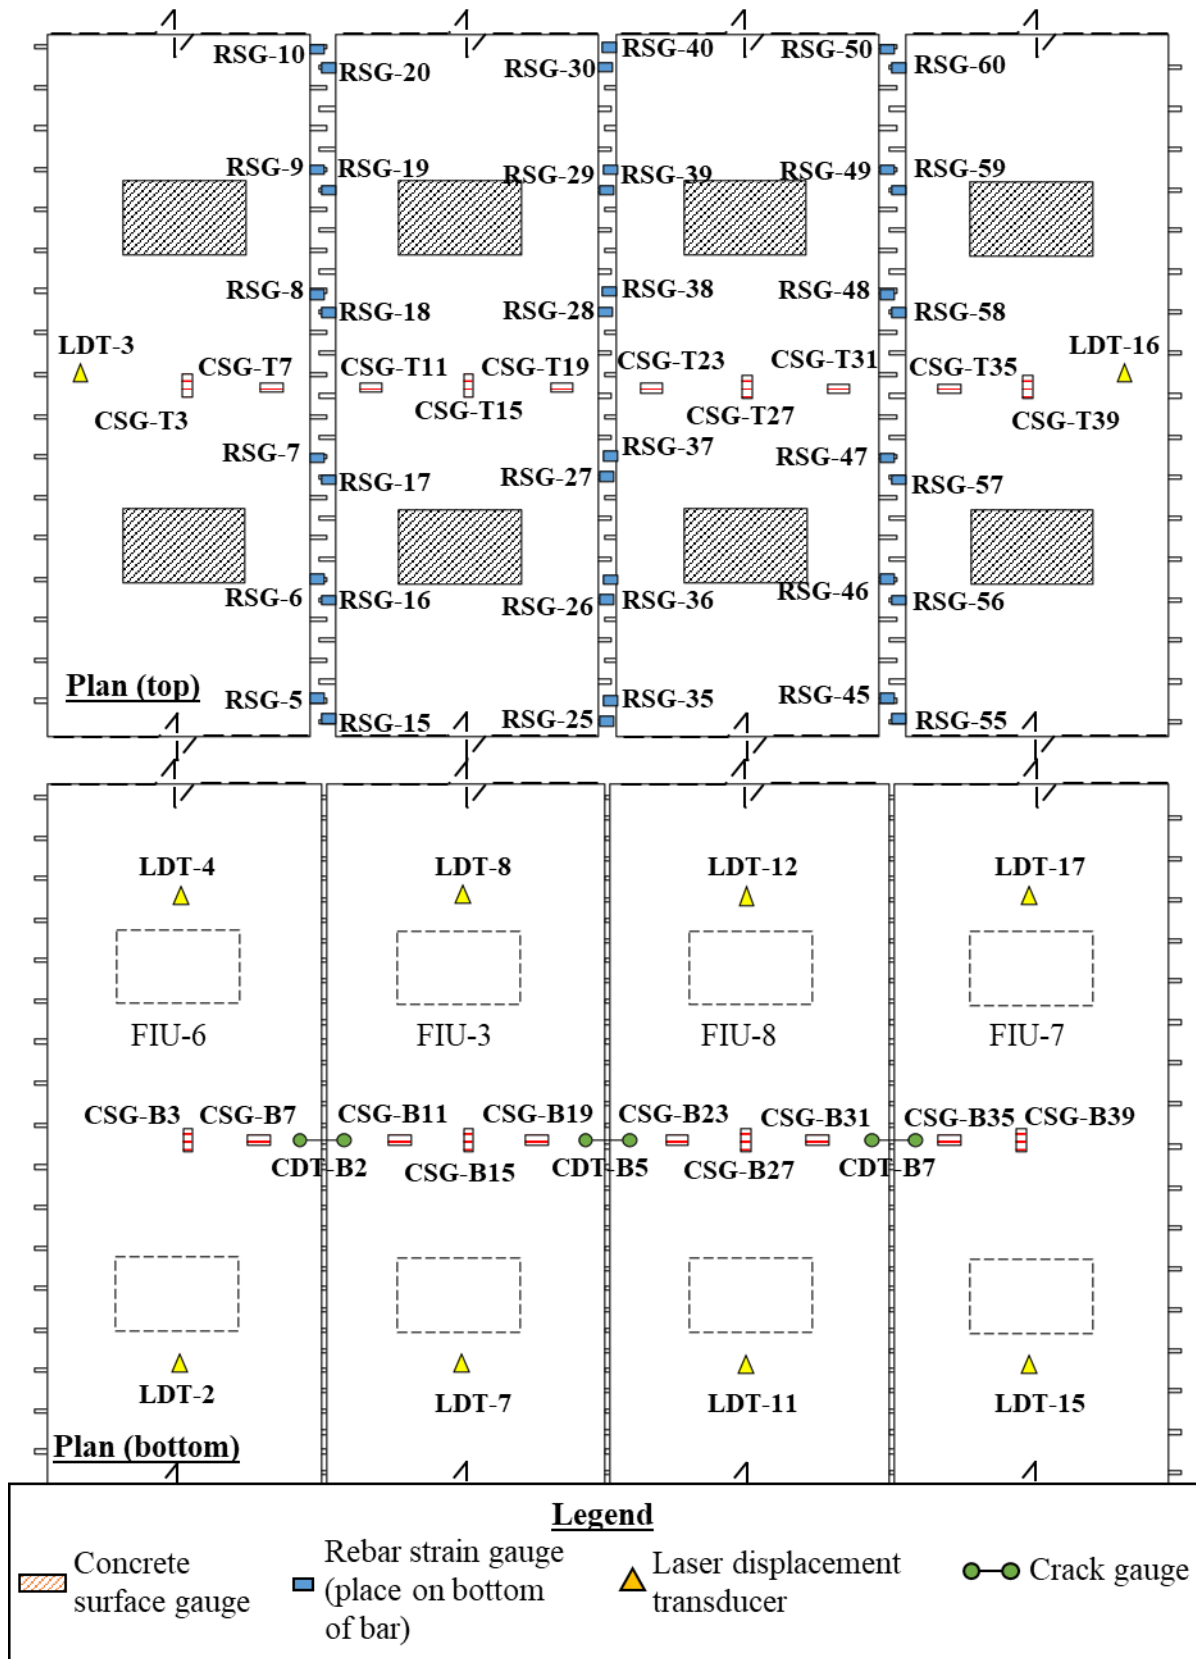 RSG-10
RSG-40
RSG-50
RSG-20
RSG-30
RSG-60
RSG-9
RSG-19
RSG-29
RSG-39
RSG-49
RSG-59
RSG-8
RSG-38
RSG-48
RSG-18
RSG-28
RSG-58
LDT-3
CSG-T7
CSG-T11
CSG-T19
CSG-T23
CSG-T31
CSG-T35
LDT-16
CSG-T3
CSG-T15
CSG-T27
CSG-T39
RSG-7
RSG-37
RSG-47
RSG-17
RSG-27
RSG-57
RSG-6
RSG-16
RSG-26
RSG-36
RSG-46
RSG-56
Plan (top)
RSG-5
RSG-35
RSG-45
RSG-15
RSG-25
RSG-55
LDT-4
LDT-8
LDT-12
LDT-17
FIU-6
FIU-3
FIU-8
FIU-7
CSG-B3
CSG-B7
CSG-B11
CSG-B19
CSG-B23
CSG-B31
CSG-B35
CSG-B39
CDT-B2
CSG-B15
CDT-B5
CSG-B27
CDT-B7
LDT-2
LDT-7
LDT-11
LDT-15
Plan (bottom)
Legend
Concrete
surface gauge
Rebar strain gauge
(place on bottom
of bar)
Laser displacement
transducer
Crack gauge